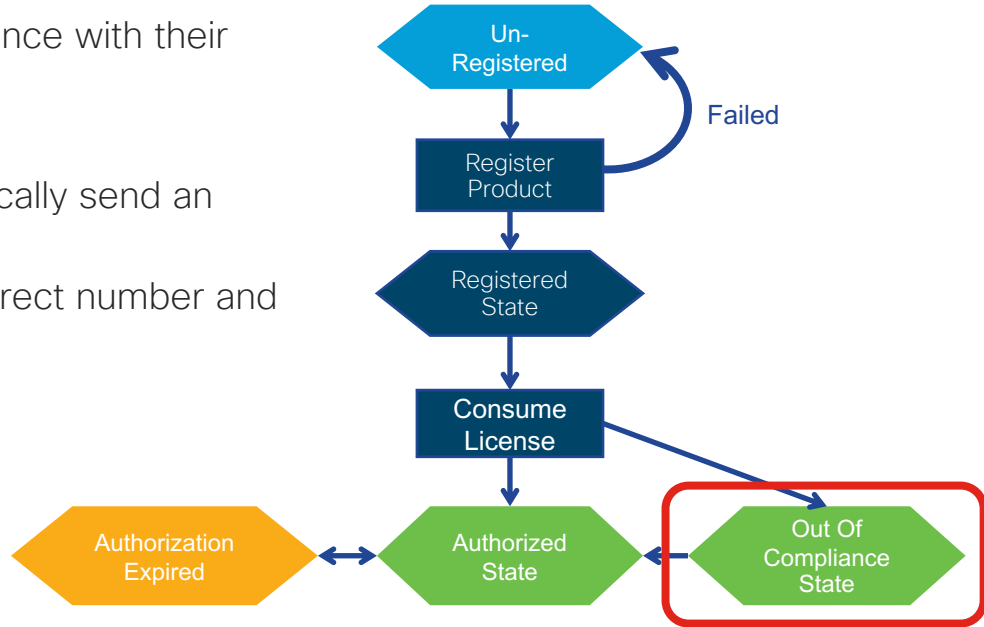 nce with their
cally send an
rrect number and
Un-
Registered
Failed
Register
Product
Registered
State
Consume
License
Authorization
Expired
Authorized
State
Out Of
Compliance
State